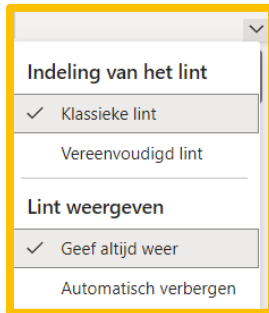 Indeling van het lint
Klassieke lint
Vereenvoudigd lint
Lint weergeven
Geef altijd weer
Automatisch verbergen